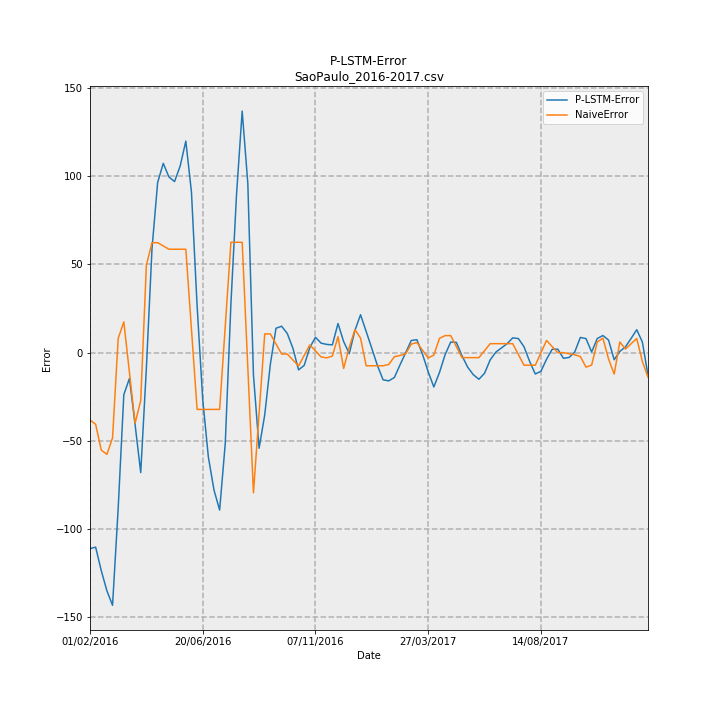 P-LSTM-Error
SaoPaulo_2016-2017.csv
P-LSTM-Error
NaiveError
150
100
50
0
−50
−100
−150
Error
01/02/2016 20/06/2016 07/11/2016 27/03/2017 14/08/2017
Date